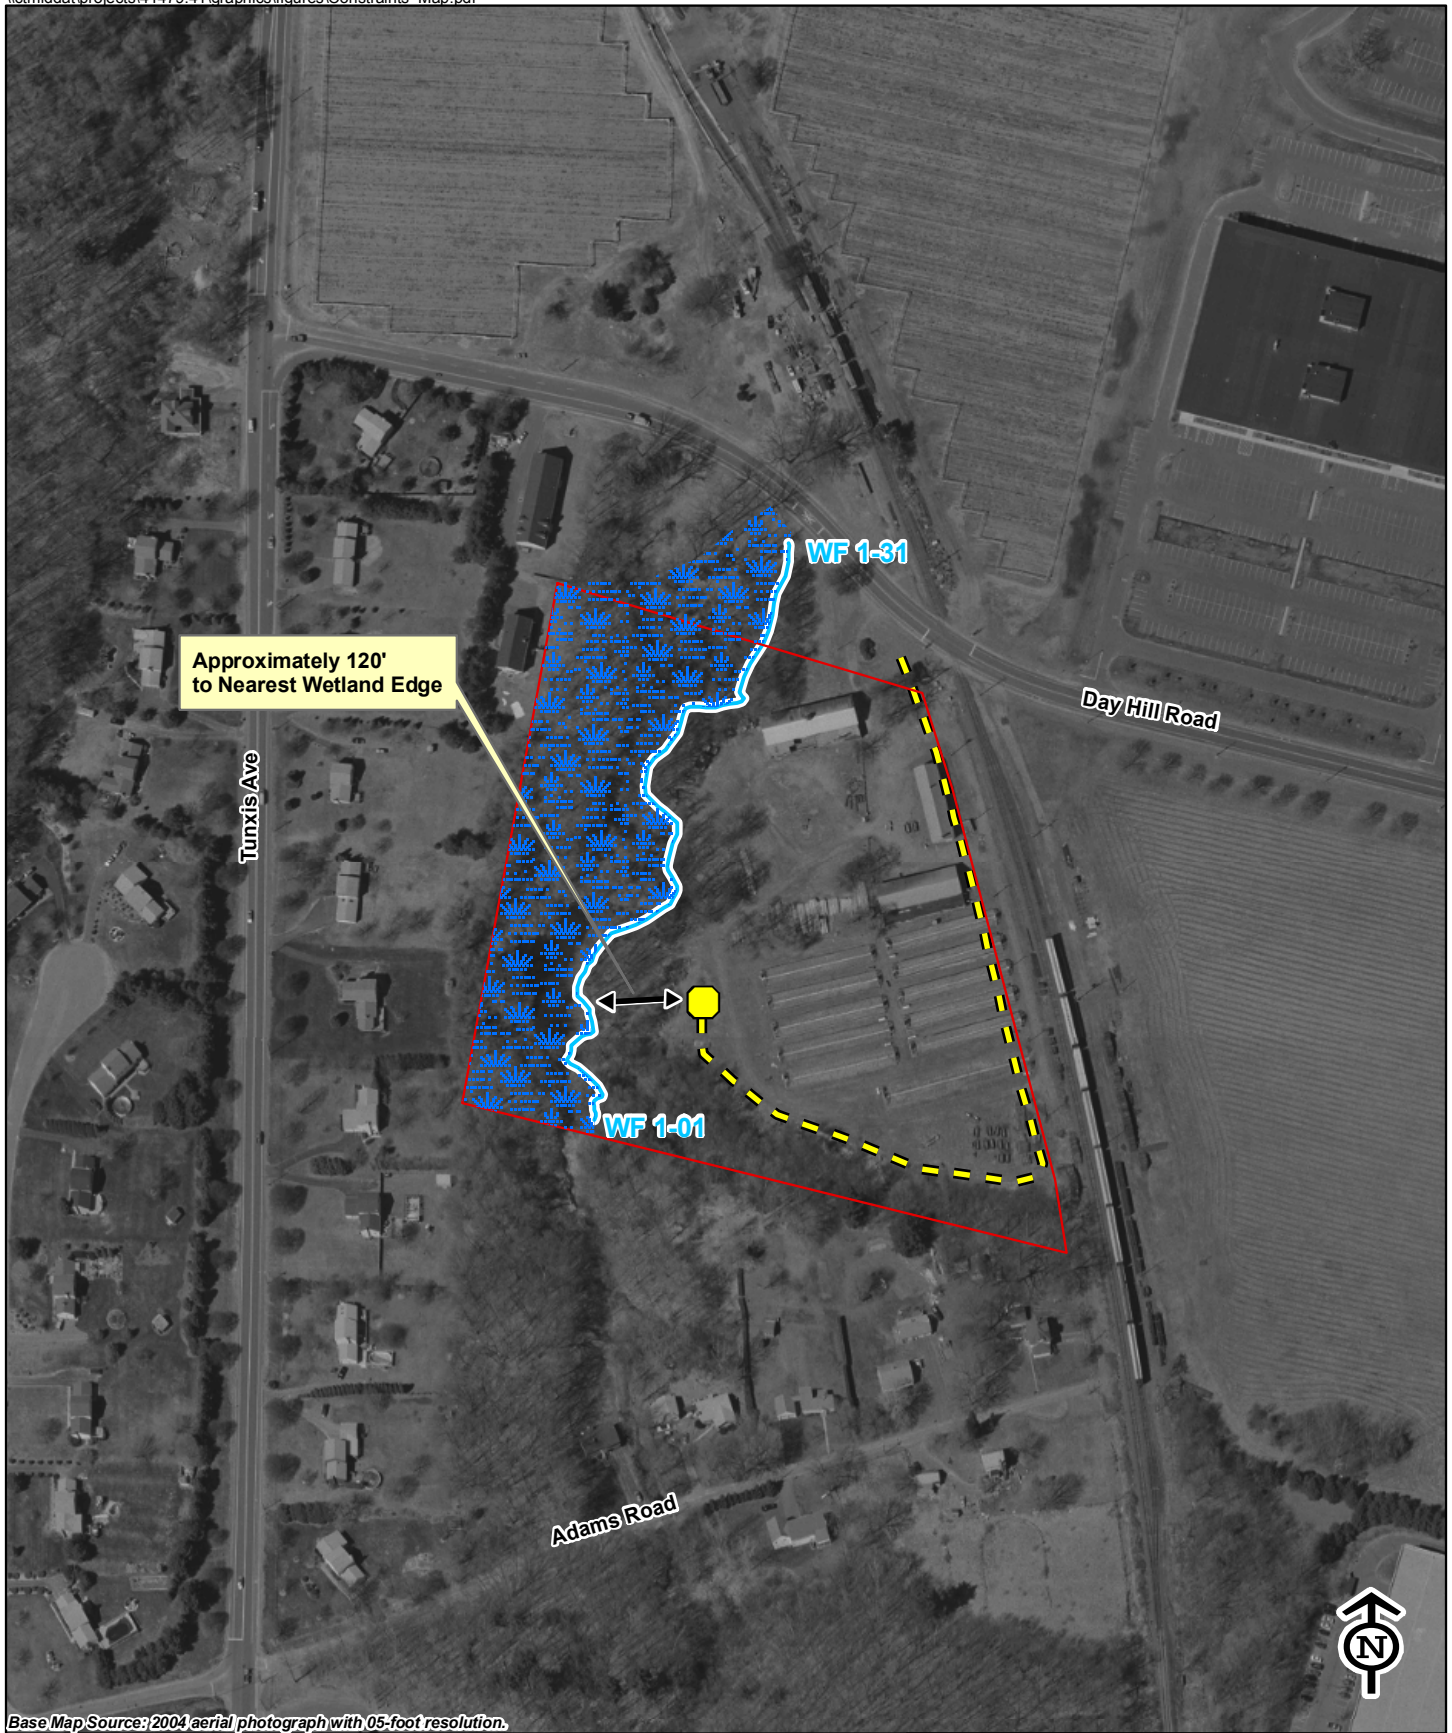 WF 1-31
Approximately 120'
to Nearest Wetland Edge
Day Hill Road
Tunxis Ave
WF 1-01
Adams Road
N
Base Map Source: 2004 aerial photograph with 05-foot resolution.